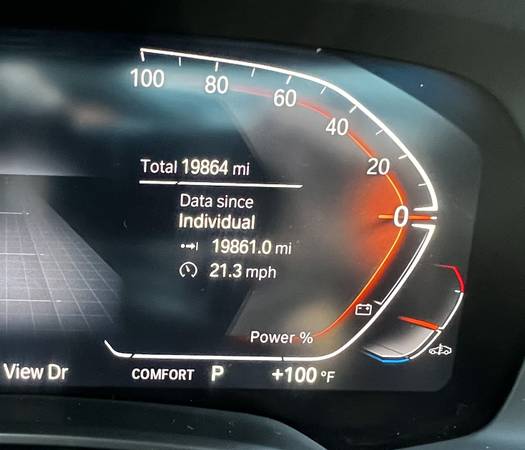 100
80
60
40
20
0
Total 19864 mi
Data since
Individual
19861.0 mi
21.3 mph
Power %
View Dr
COMFORT P +100 °F